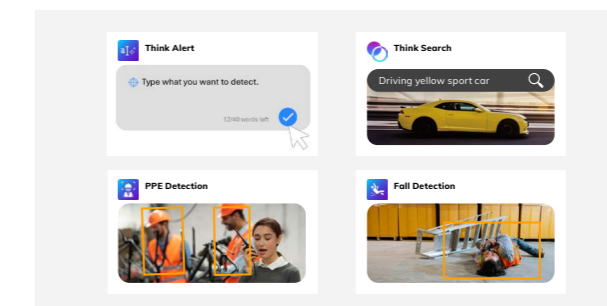 Think Alert
Type what you want to detect.
12/40 words left
Think Search
Driving yellow sport car
PPE Detection
Fall Detection